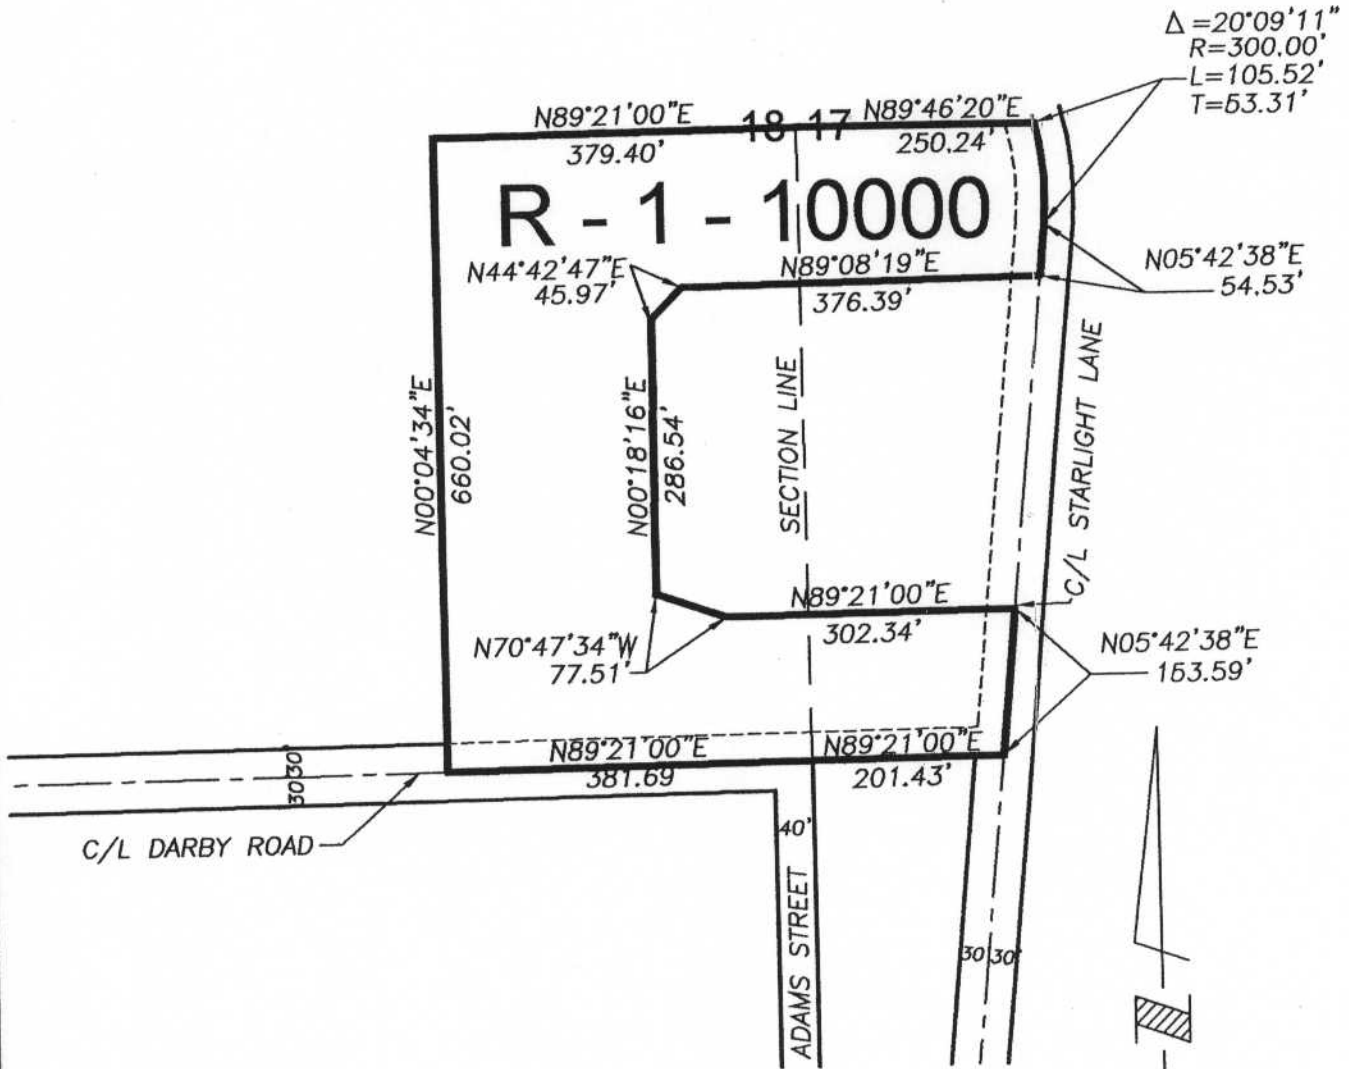 Δ=20°09'11"
R=300.00'
L=105.52'
T=53.31'
N89°21'00"E
379.40'
18 17
N89°46'20"E
250.24'
R - 1 - 10000
N44°42'47"E
45.97'
N89°08'19"E
376.39'
N05°42'38"E
54.53'
N00°04'34"E
660.02'
N00°18'16"E
286.54'
SECTION LINE
C/L STARLIGHT LANE
N89°21'00"E
302.34'
N70°47'34"W
77.51'
N05°42'38"E
153.59'
N89°21'00"E
381.69
N89°21'00"E
201.43'
30'30'
C/L DARBY ROAD
40'
ADAMS STREET
30'30'
Z